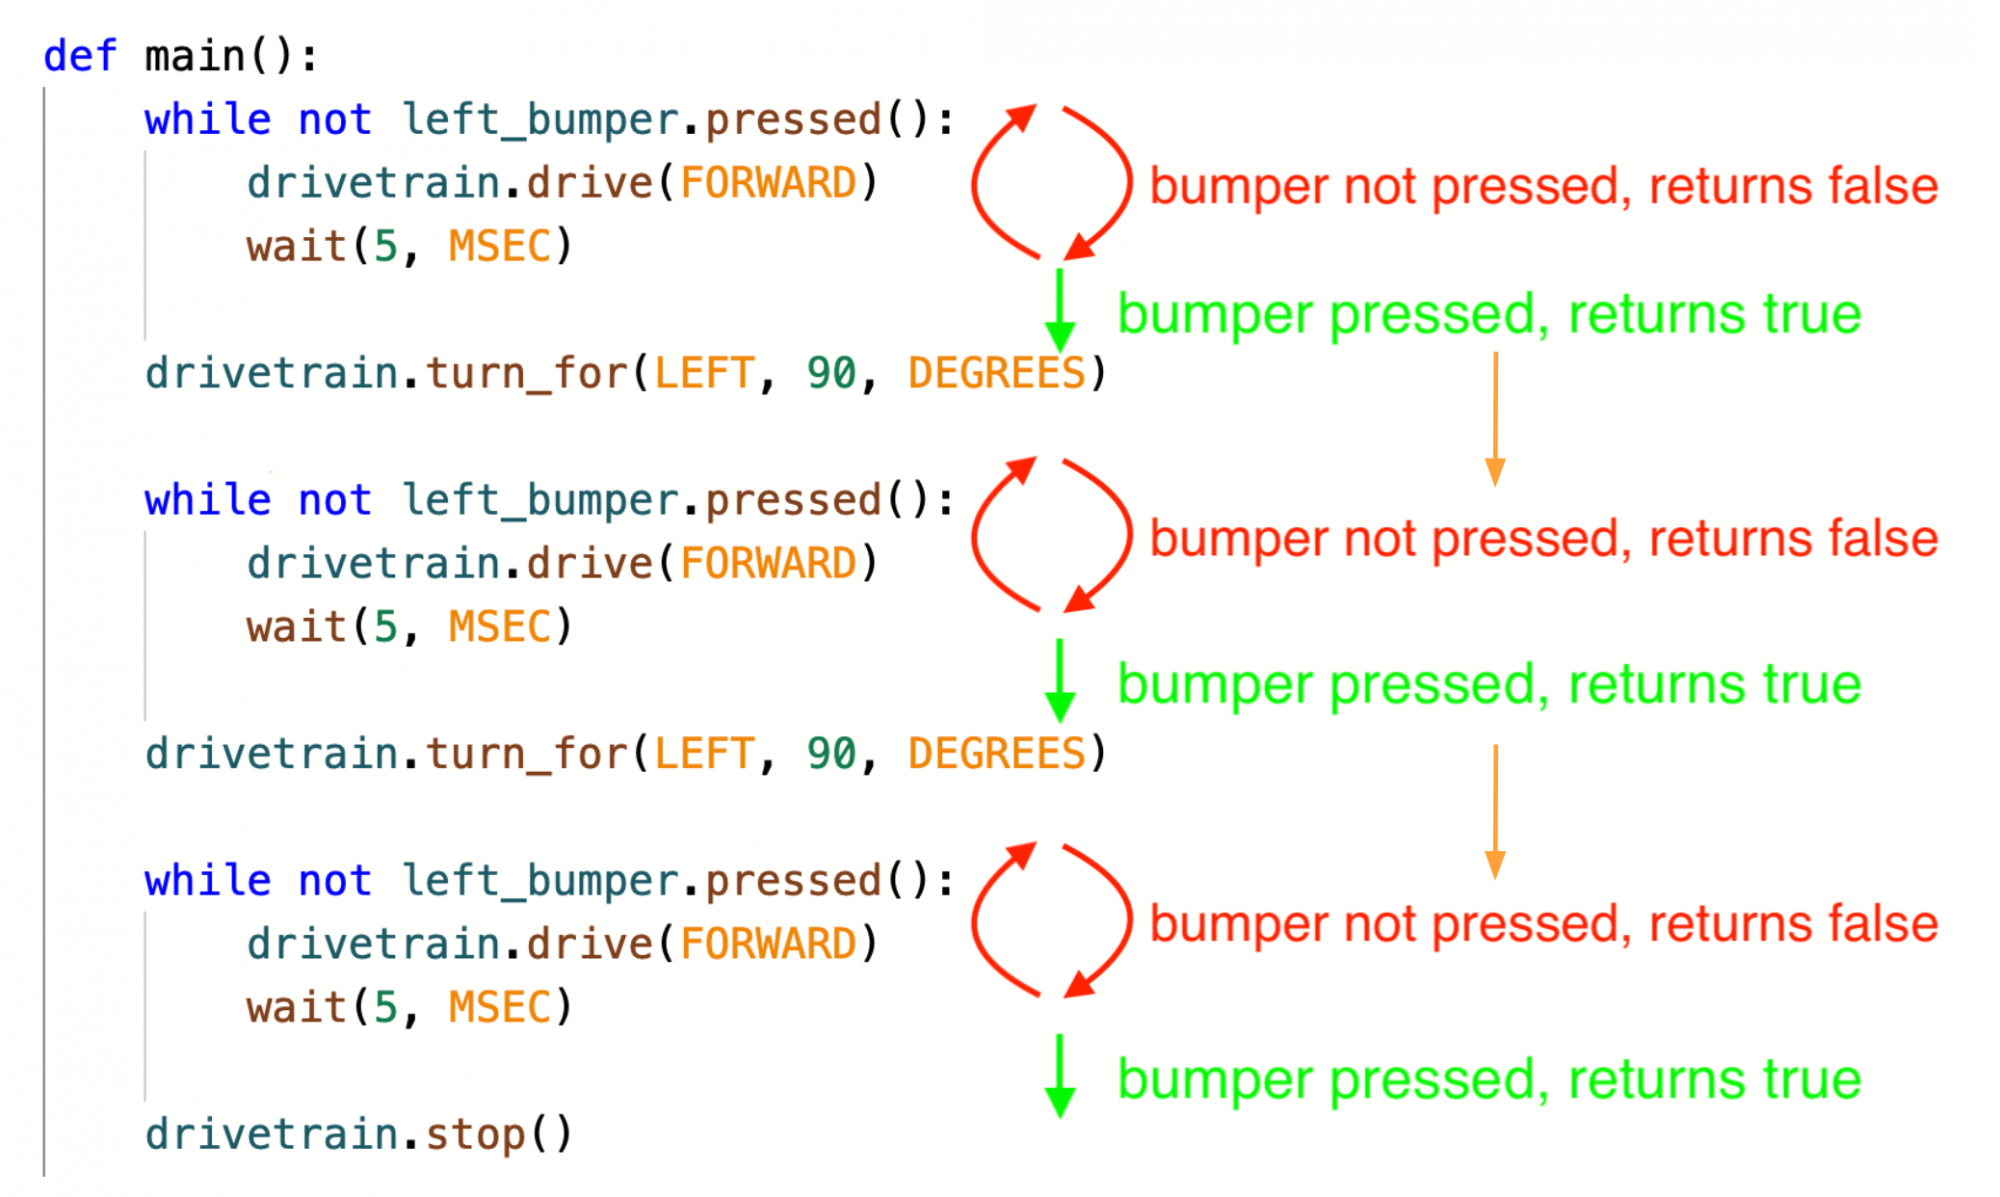 def main():
while not left_bumper.pressed():
drivetrain.drive(FORWARD)
bumper not pressed, returns false
wait(5, MSEC)
bumper pressed, returns true
drivetrain.turn_for(LEFT, 90, DEGREES)
while not left_bumper.pressed():
bumper not pressed, returns false
drivetrain.drive(FORWARD)
wait(5, MSEC)
bumper pressed, returns true
drivetrain.turn_for(LEFT, 90, DEGREES)
while not left_bumper.pressed():
bumper not pressed, returns false
drivetrain.drive(FORWARD)
wait(5, MSEC)
bumper pressed, returns true
drivetrain.stop()